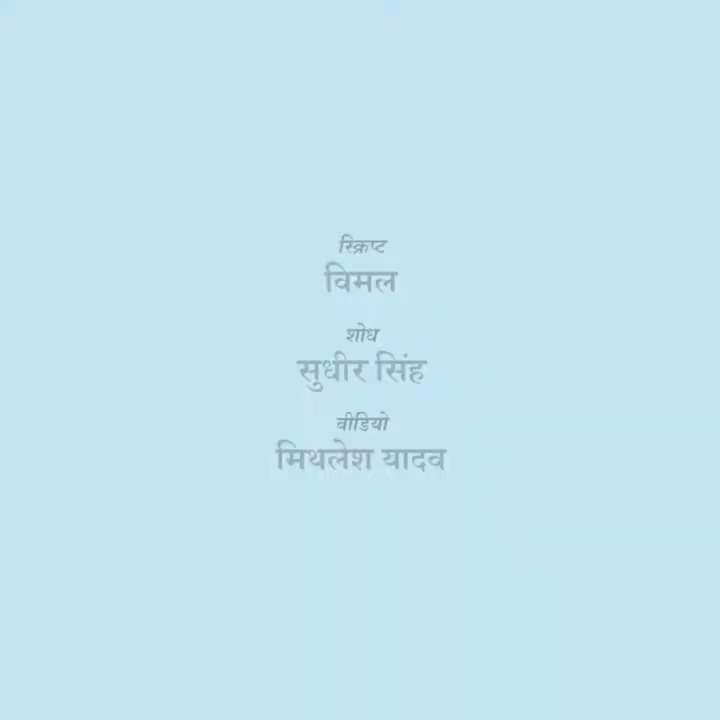 स्क्रिप्ट
विमल
शोध
सुधीर सिंह
वीडियो
मिथलेश यादव